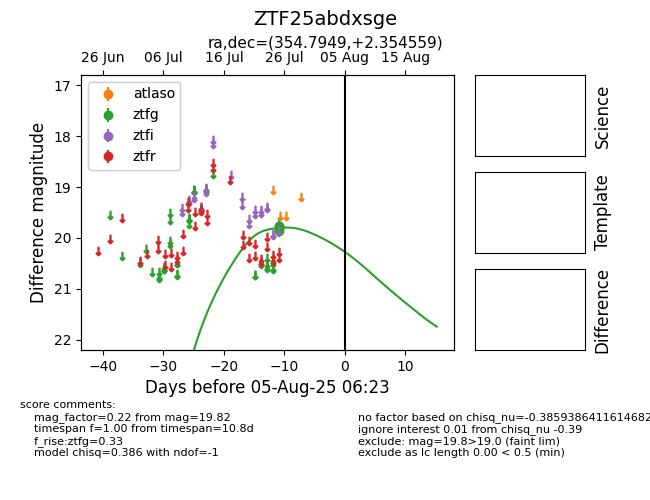 ZTF25abdxsge
ra,dec=(354.7949,+2.354559)
26 Jun 06 Jul 16 Jul 26 Jul 05 Aug 15 Aug
17
18
19
20
21
22
Difference magnitude
atlaso
ztfg
ztfi
ztfr
−40 −30 −20 −10 0 10
Days before 05-Aug-25 06:23
Science
Template
Difference
score comments:
mag_factor=0.22 from mag=19.82
timespan f=1.00 from timespan=10.8d
f_rise:ztfg=0.33
model chisq=0.386 with ndof=-1
no factor based on chisq_nu=-0.3859386411614682
ignore interest 0.01 from chisq_nu -0.39
exclude: mag=19.8>19.0 (faint lim)
exclude as lc length 0.00 < 0.5 (min)